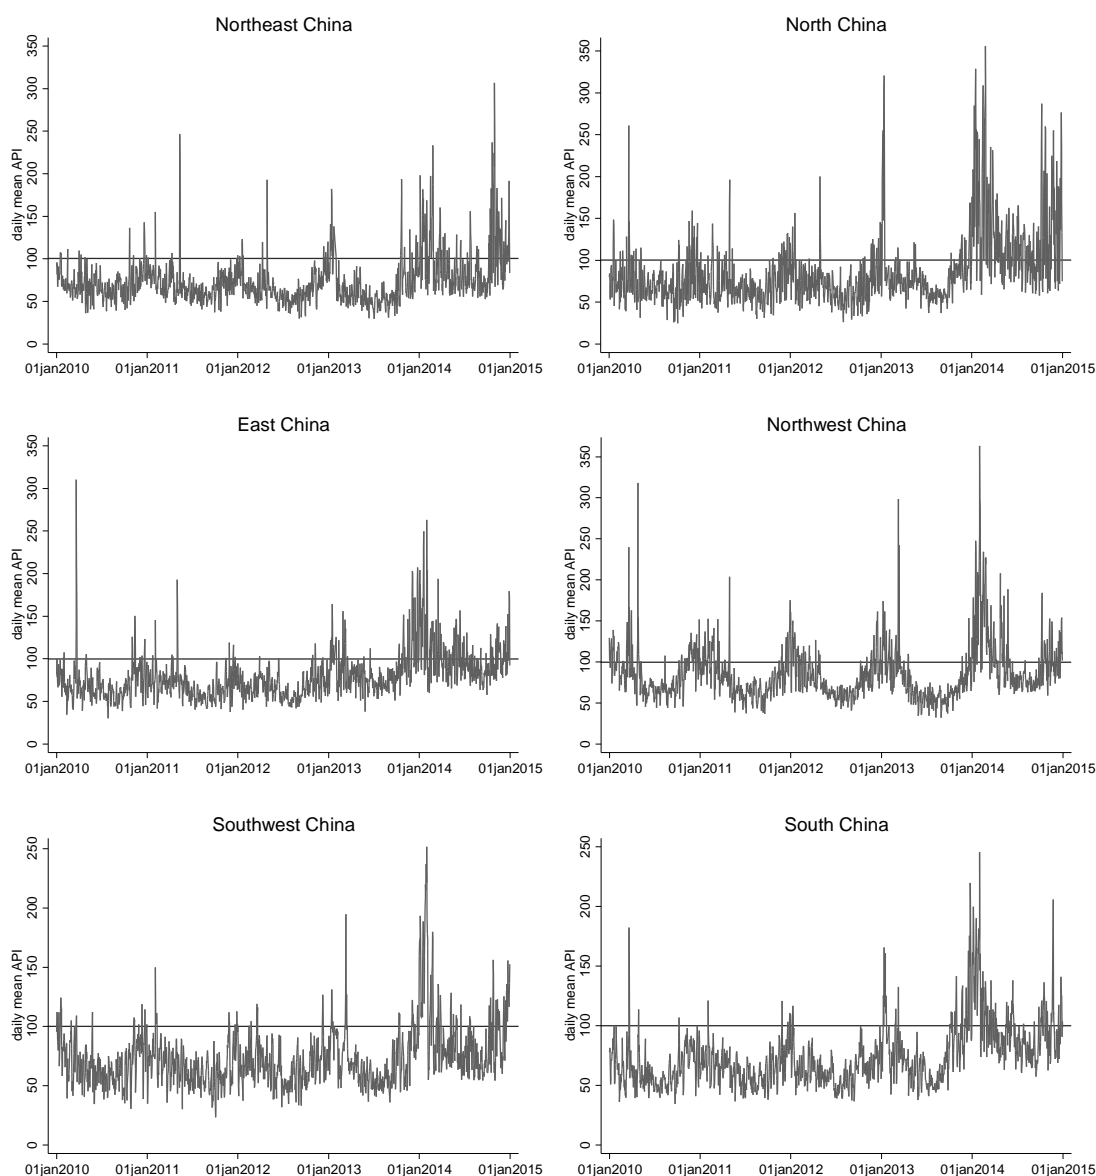 Northeast China
daily mean API
350
300
250
200
150
100
50
0
01jan2010 01jan2011 01jan2012 01jan2013 01jan2014 01jan2015
North China
daily mean API
350
300
250
200
150
100
50
0
01jan2010 01jan2011 01jan2012 01jan2013 01jan2014 01jan2015
East China
daily mean API
350
300
250
200
150
100
50
0
01jan2010 01jan2011 01jan2012 01jan2013 01jan2014 01jan2015
Northwest China
daily mean API
350
300
250
200
150
100
50
0
01jan2010 01jan2011 01jan2012 01jan2013 01jan2014 01jan2015
Southwest China
daily mean API
250
200
150
100
50
0
01jan2010 01jan2011 01jan2012 01jan2013 01jan2014 01jan2015
South China
daily mean API
250
200
150
100
50
0
01jan2010 01jan2011 01jan2012 01jan2013 01jan2014 01jan2015